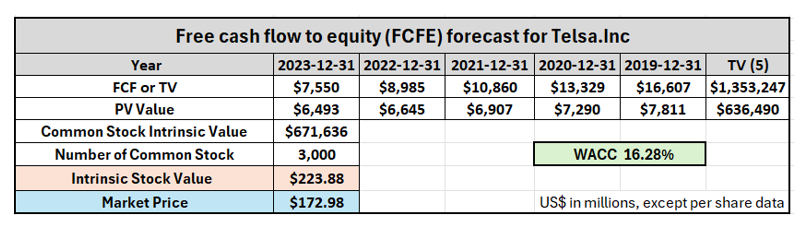 Free cash flow to equity (FCFE) forecast for Telsa.Inc
Year 2023-12-31 2022-12-31 2021-12-31 2020-12-31 2019-12-31 TV (5)
FCF or TV $7,550 $8,985 $10,860 $13,329 $16,607 $1,353,247
PV Value $6,493 $6,645 $6,907 $7,290 $7,811 $636,490
Common Stock Intrinsic Value $671,636
Number of Common Stock 3,000 WACC 16.28%
Intrinsic Stock Value $223.88
Market Price $172.98 US$ in millions, except per share data